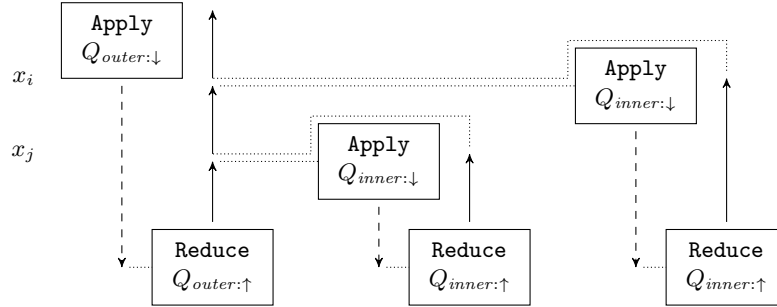 Apply
Q_{outer:↓}
x_i
Apply
Q_{inner:↓}
x_j
Apply
Q_{inner:↓}
Reduce
Q_{outer:↑}
Reduce
Q_{inner:↑}
Reduce
Q_{inner:↑}